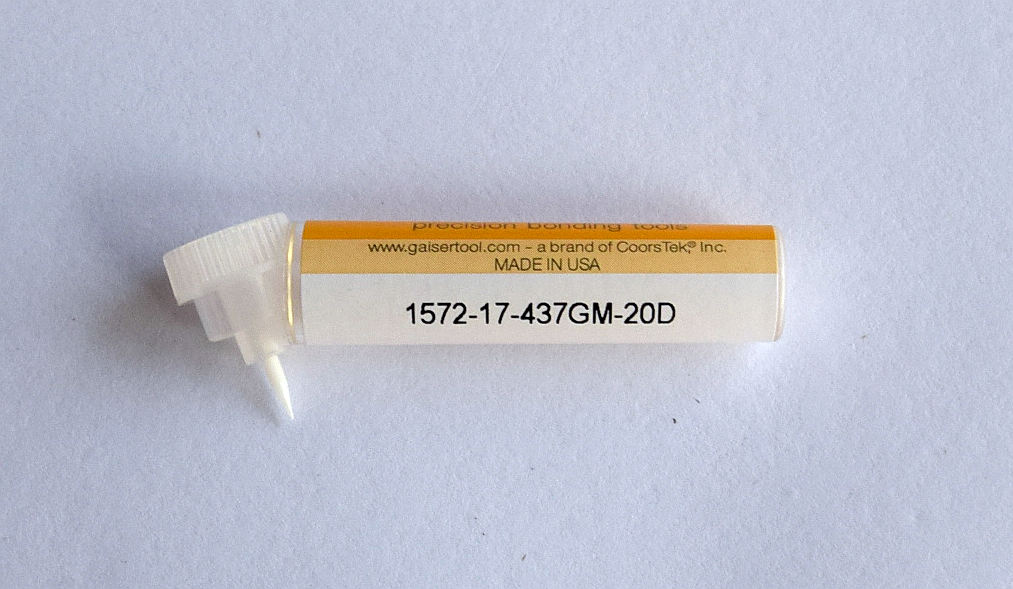 precision bonding tools
www.gaisertool.com - a brand of CoorsTek,® Inc.
MADE IN USA
1572-17-437GM-20D